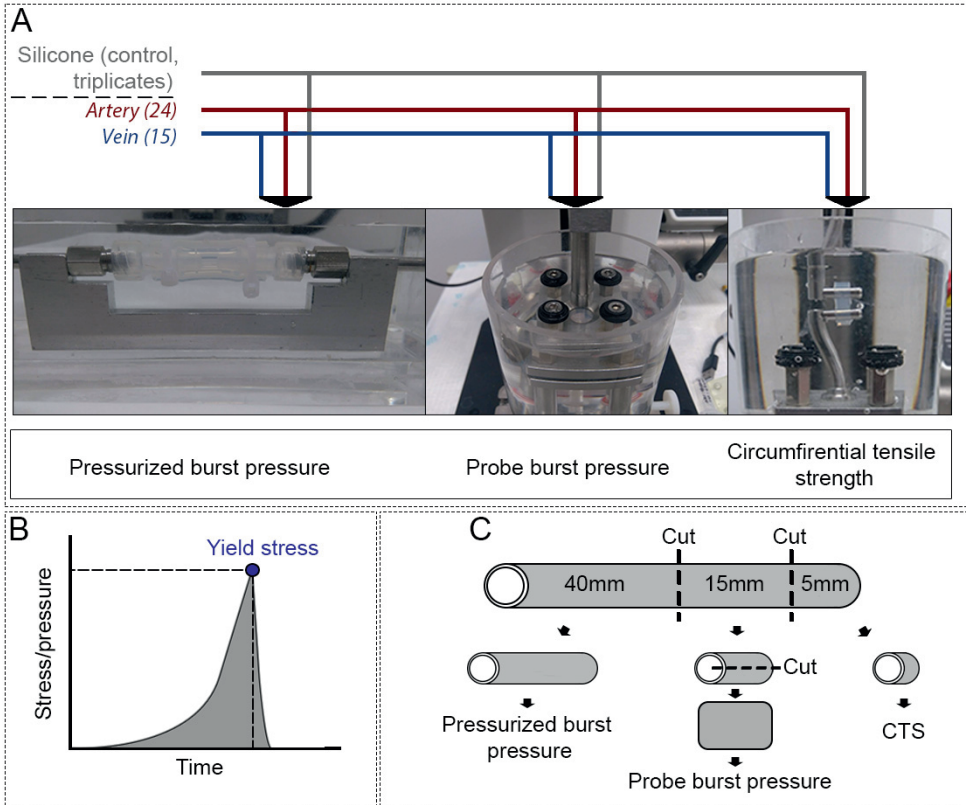 A
Silicone (control,
triplicates)
Artery (24)
Vein (15)
Pressurized burst pressure
Probe burst pressure
Circumfirential tensile
strength
B
Yield stress
Stress/pressure
Time
C
Cut
Cut
40mm
15mm
5mm
Cut
Pressurized burst
pressure
CTS
Probe burst pressure